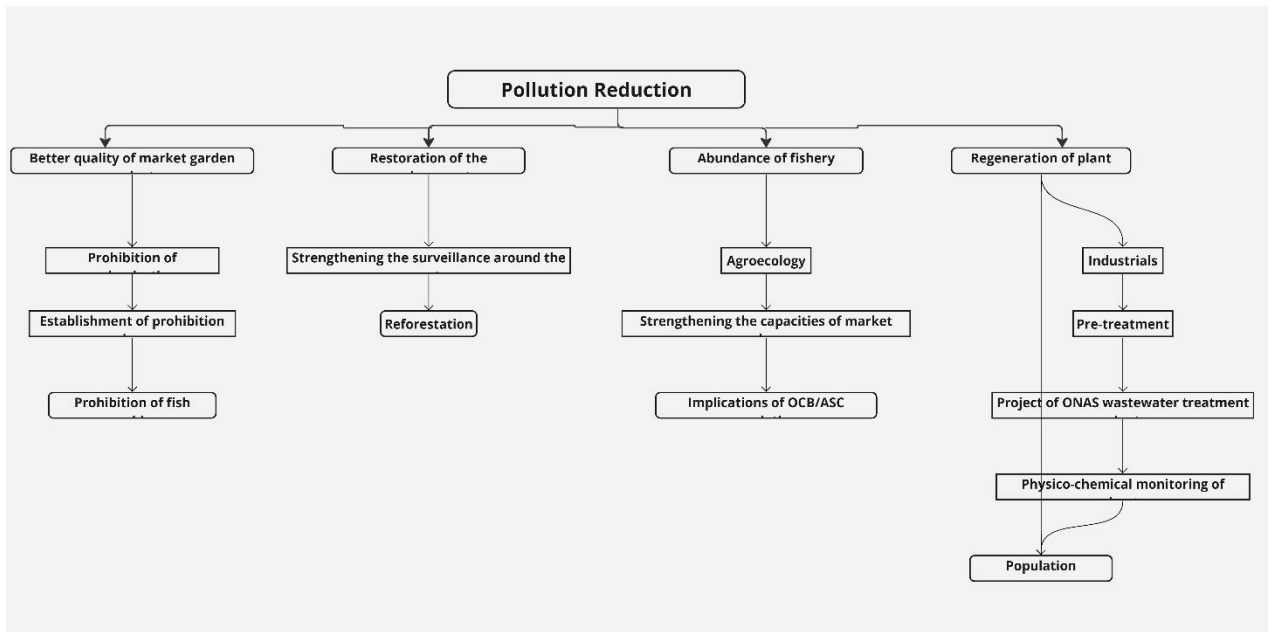 Pollution Reduction
Better quality of market garden
Restoration of the
Abundance of fishery
Regeneration of plant
Prohibition of
Strengthening the surveillance around the
Agroecology
Industrials
Establishment of prohibition
Reforestation
Strengthening the capacities of market
Pre-treatment
Prohibition of fish
Implications of OCB/ASC
Project of ONAS wastewater treatment
Physico-chemical monitoring of
Population